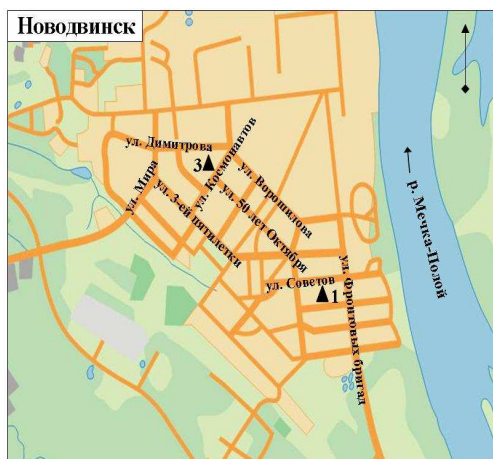 Новодвинск
ул. Димитрова
3
ул. Космонавтов
ул. Ворошилова
ул. Мира
ул. 3-ей пятилетки
ул. 50 лет Октября
р. Мечка-Полой
ул. Советов
1
ул. Фронтовых бригад